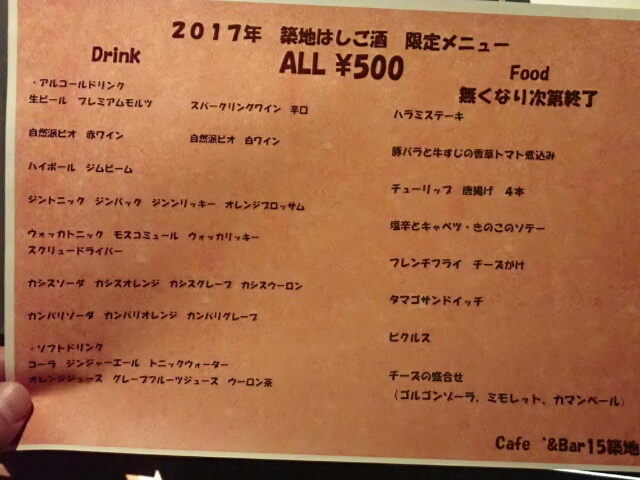 2017年　築地はしご酒　限定メニュー
ALL ¥500
Drink
・アルコールドリンク
生ビール　プレミアムモルツ　スパークリングワイン　辛口
自然派ビオ　赤ワイン　自然派ビオ　白ワイン
ハイボール　ジムビーム
ジントニック　ジンバック　ジンンリッキー　オレンジブロッサム
ウォッカトニック　モスコミュール　ウォッカリッキー
スクリュードライバー
カシスソーダ　カシスオレンジ　カシスグレープ　カシスウーロン
カンパリソーダ　カンパリオレンジ　カンパリグレープ
・ソフトドリンク
コーラ　ジンジャーエール　トニックウォーター
オレンジジュース　グレープフルーツジュース　ウーロン茶
Food
無くなり次第終了
ハラミステーキ
豚バラと牛すじの香草トマト煮込み
チューリップ　唐揚げ　4本
塩辛とキャベツ・きのこのソテー
フレンチフライ　チーズがけ
タマゴサンドイッチ
ピクルス
チーズの盛合せ
（ゴルゴンゾーラ、ミモレット、カマンベール）
Cafe　'&Bar15築地